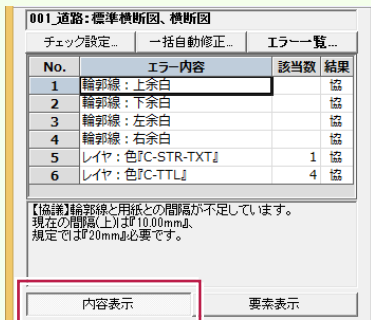 001_道路：標準横断図、横断図
チェック設定... 一括自動修正... エラー一覧...
No. エラー内容 該当数 結果
1 輪郭線：上余白 協
2 輪郭線：下余白 協
3 輪郭線：左余白 協
4 輪郭線：右余白 協
5 レイヤ：色『C-STR-TXT』 1 協
6 レイヤ：色『C-TTL』 4 協
【協議】輪郭線と用紙との間隔が不足しています。
現在の間隔(上)は『10.00mm』、
規定では『20mm』必要です。
内容表示 要素表示